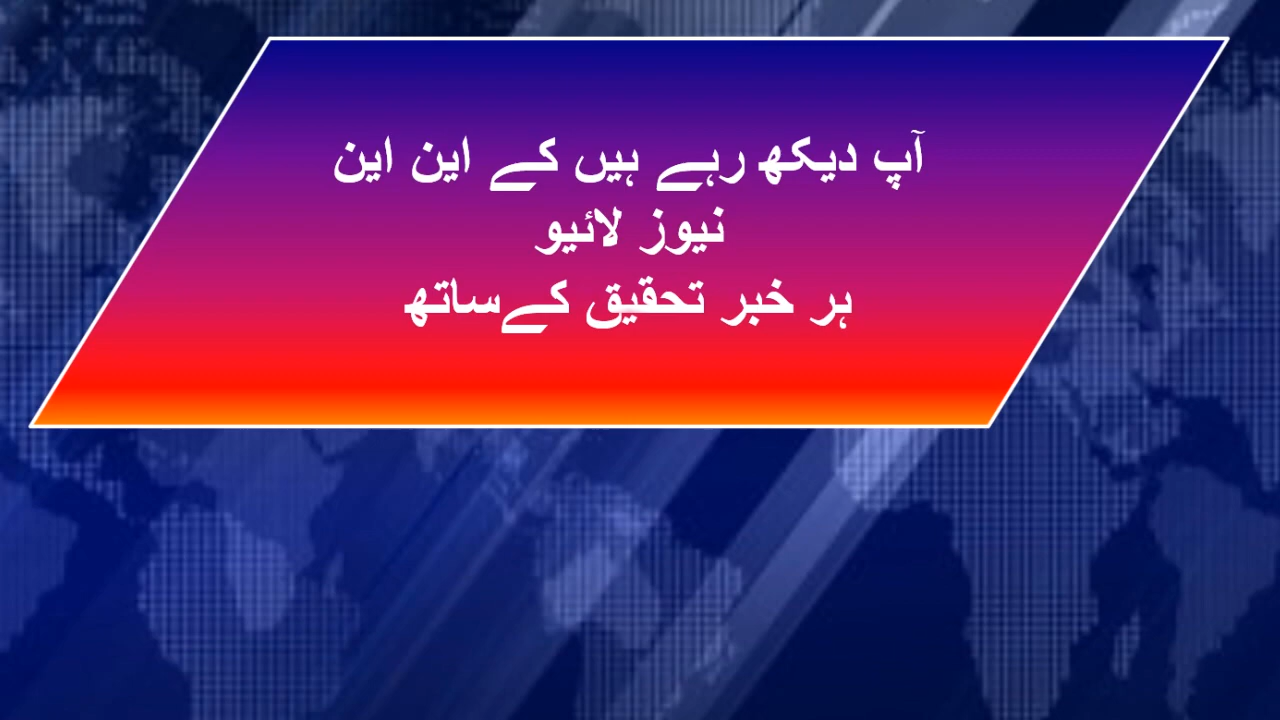 آپ دیکھ رہے ہیں کے این این
نیوز لائیو
ہر خبر تحقیق کےساتھ